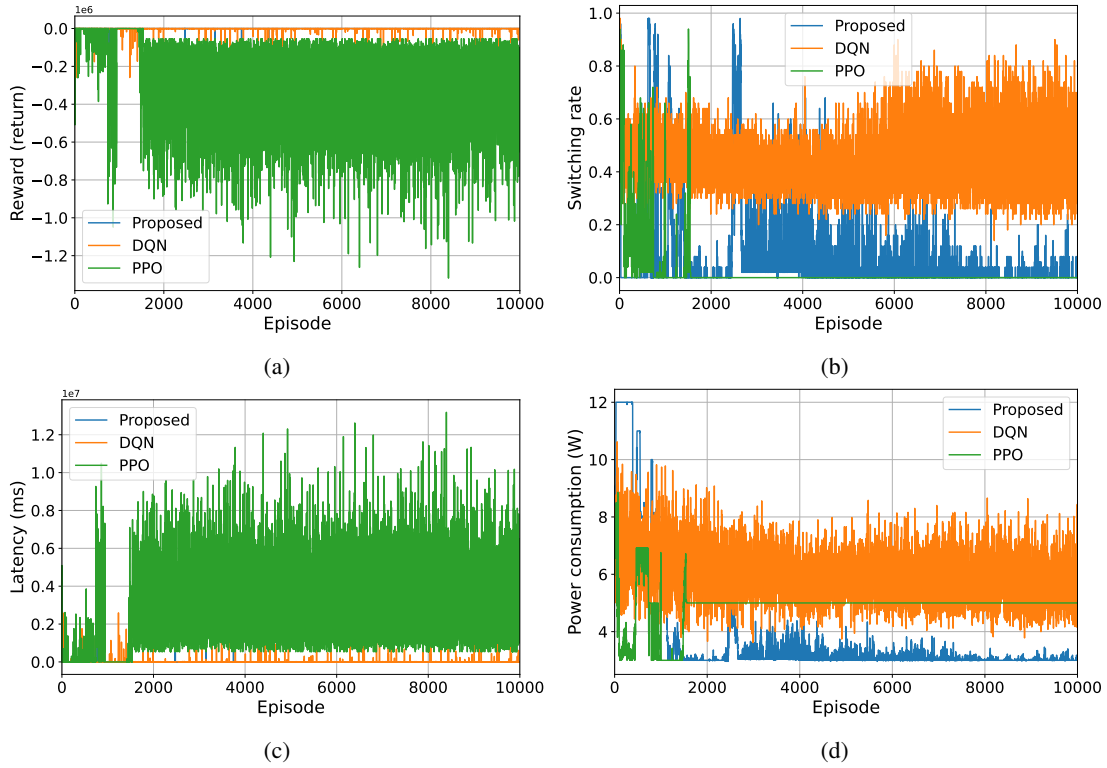 1e6
0.0
−0.2
−0.4
−0.6
−0.8
−1.0
−1.2
Reward (return)
Proposed
DQN
PPO
0 2000 4000 6000 8000 10000
Episode
(a)
1.0
0.8
0.6
0.4
0.2
0.0
Switching rate
Proposed
DQN
PPO
0 2000 4000 6000 8000 10000
Episode
(b)
1e7
1.2
1.0
0.8
0.6
0.4
0.2
0.0
Latency (ms)
Proposed
DQN
PPO
0 2000 4000 6000 8000 10000
Episode
(c)
12
10
8
6
4
Power consumption (W)
Proposed
DQN
PPO
0 2000 4000 6000 8000 10000
Episode
(d)